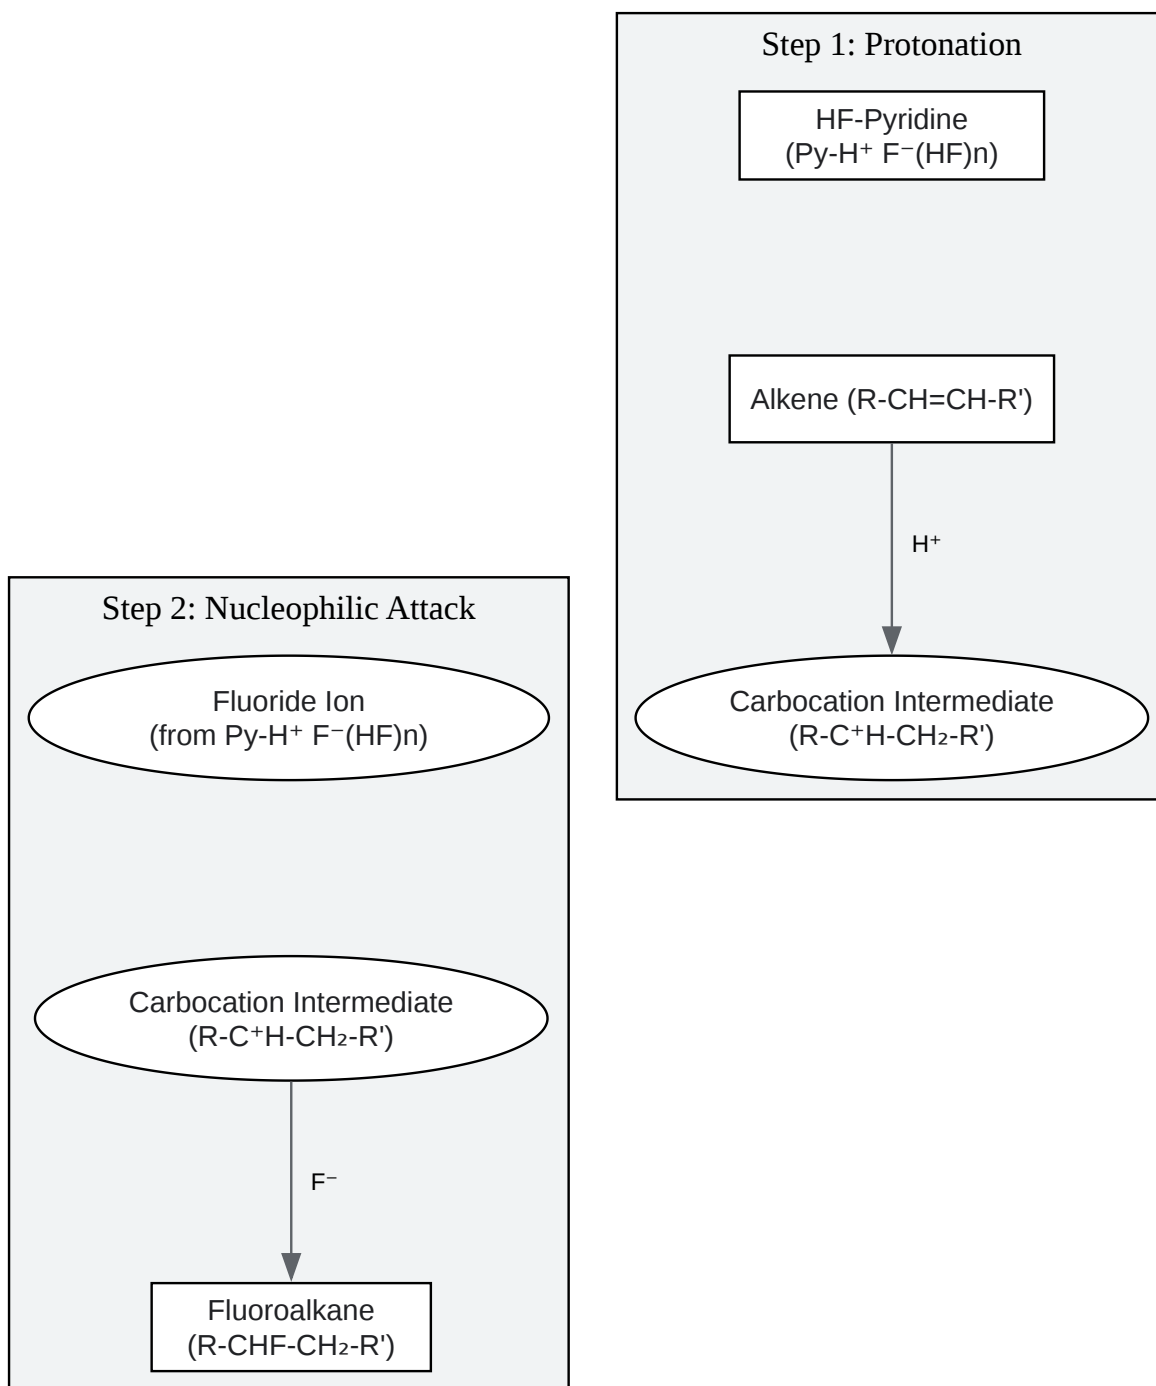 Step 1: Protonation
HF-Pyridine
(Py-H⁺ F⁻(HF)n)
Alkene (R-CH=CH-R')
H⁺
Carbocation Intermediate
(R-C⁺H-CH₂-R')
Step 2: Nucleophilic Attack
Fluoride Ion
(from Py-H⁺ F⁻(HF)n)
Carbocation Intermediate
(R-C⁺H-CH₂-R')
F⁻
Fluoroalkane
(R-CHF-CH₂-R')